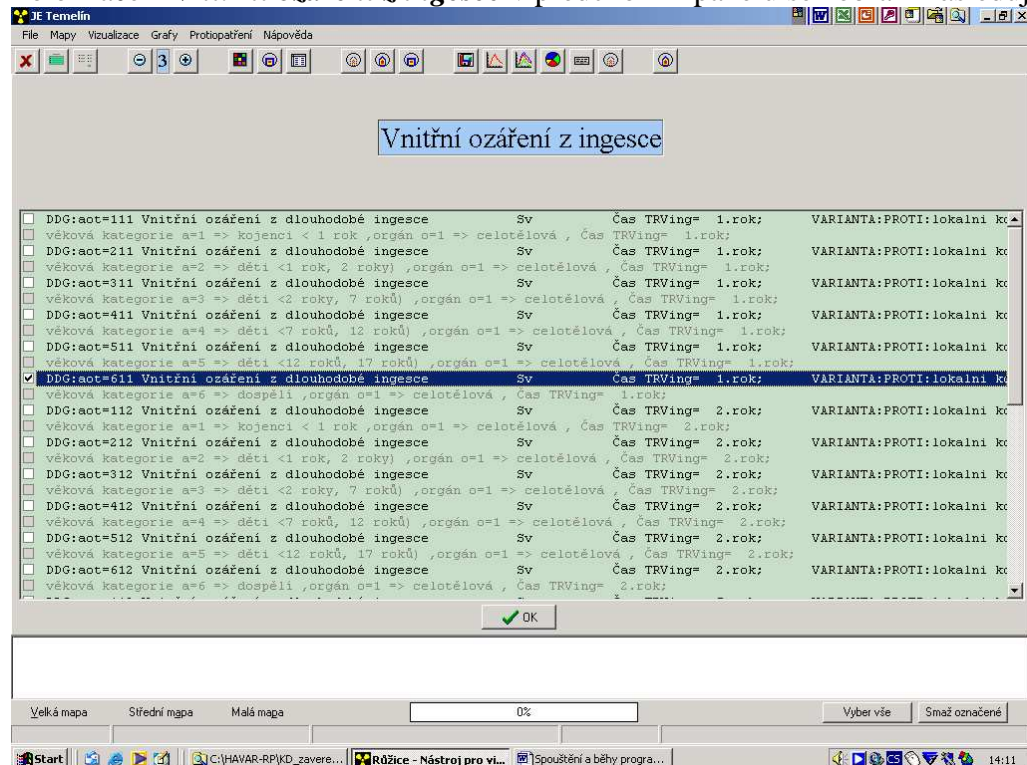 JE Temelín
File Mapy Vizualizace Grafy Protiopatření Nápověda
3
Vnitřní ozáření z ingesce
DDG:aot=111 Vnitřní ozáření z dlouhodobé ingesce Sv Čas TRVing= 1.rok; VARIANTA:PROTI:lokalni
věková kategorie a=1 => kojenci < 1 rok ,orgán o=1 => celotělová , Čas TRVing= 1.rok;
DDG:aot=211 Vnitřní ozáření z dlouhodobé ingesce Sv Čas TRVing= 1.rok; VARIANTA:PROTI:lokalni
věková kategorie a=2 => děti <1 rok, 2 roky) ,orgán o=1 => celotělová , Čas TRVing= 1.rok;
DDG:aot=311 Vnitřní ozáření z dlouhodobé ingesce Sv Čas TRVing= 1.rok; VARIANTA:PROTI:lokalni
věková kategorie a=3 => děti <2 roky, 7 roků) ,orgán o=1 => celotělová , Čas TRVing= 1.rok;
DDG:aot=411 Vnitřní ozáření z dlouhodobé ingesce Sv Čas TRVing= 1.rok; VARIANTA:PROTI:lokalni
věková kategorie a=4 => děti <7 roků, 12 roků) ,orgán o=1 => celotělová , Čas TRVing= 1.rok;
DDG:aot=511 Vnitřní ozáření z dlouhodobé ingesce Sv Čas TRVing= 1.rok; VARIANTA:PROTI:lokalni
věková kategorie a=5 => děti <12 roků, 17 roků) ,orgán o=1 => celotělová , Čas TRVing= 1.rok;
DDG:aot=611 Vnitřní ozáření z dlouhodobé ingesce Sv Čas TRVing= 1.rok; VARIANTA:PROTI:lokalni
věková kategorie a=6 => dospělí ,orgán o=1 => celotělová , Čas TRVing= 1.rok;
DDG:aot=112 Vnitřní ozáření z dlouhodobé ingesce Sv Čas TRVing= 2.rok; VARIANTA:PROTI:lokalni
věková kategorie a=1 => kojenci < 1 rok ,orgán o=1 => celotělová , Čas TRVing= 2.rok;
DDG:aot=212 Vnitřní ozáření z dlouhodobé ingesce Sv Čas TRVing= 2.rok; VARIANTA:PROTI:lokalni
věková kategorie a=2 => děti <1 rok, 2 roky) ,orgán o=1 => celotělová , Čas TRVing= 2.rok;
DDG:aot=312 Vnitřní ozáření z dlouhodobé ingesce Sv Čas TRVing= 2.rok; VARIANTA:PROTI:lokalni
věková kategorie a=3 => děti <2 roky, 7 roků) ,orgán o=1 => celotělová , Čas TRVing= 2.rok;
DDG:aot=412 Vnitřní ozáření z dlouhodobé ingesce Sv Čas TRVing= 2.rok; VARIANTA:PROTI:lokalni
věková kategorie a=4 => děti <7 roků, 12 roků) ,orgán o=1 => celotělová , Čas TRVing= 2.rok;
DDG:aot=512 Vnitřní ozáření z dlouhodobé ingesce Sv Čas TRVing= 2.rok; VARIANTA:PROTI:lokalni
věková kategorie a=5 => děti <12 roků, 17 roků) ,orgán o=1 => celotělová , Čas TRVing= 2.rok;
DDG:aot=612 Vnitřní ozáření z dlouhodobé ingesce Sv Čas TRVing= 2.rok; VARIANTA:PROTI:lokalni
věková kategorie a=6 => dospělí ,orgán o=1 => celotělová , Čas TRVing= 2.rok;
OK
Velká mapa Střední mapa Malá mapa 0% Vyber vše Smaž označené
Start C:\HAVAR-RP\KD_zavere... Růžice - Nástroj pro vi... Spouštění a běhy progra... CS 14:11